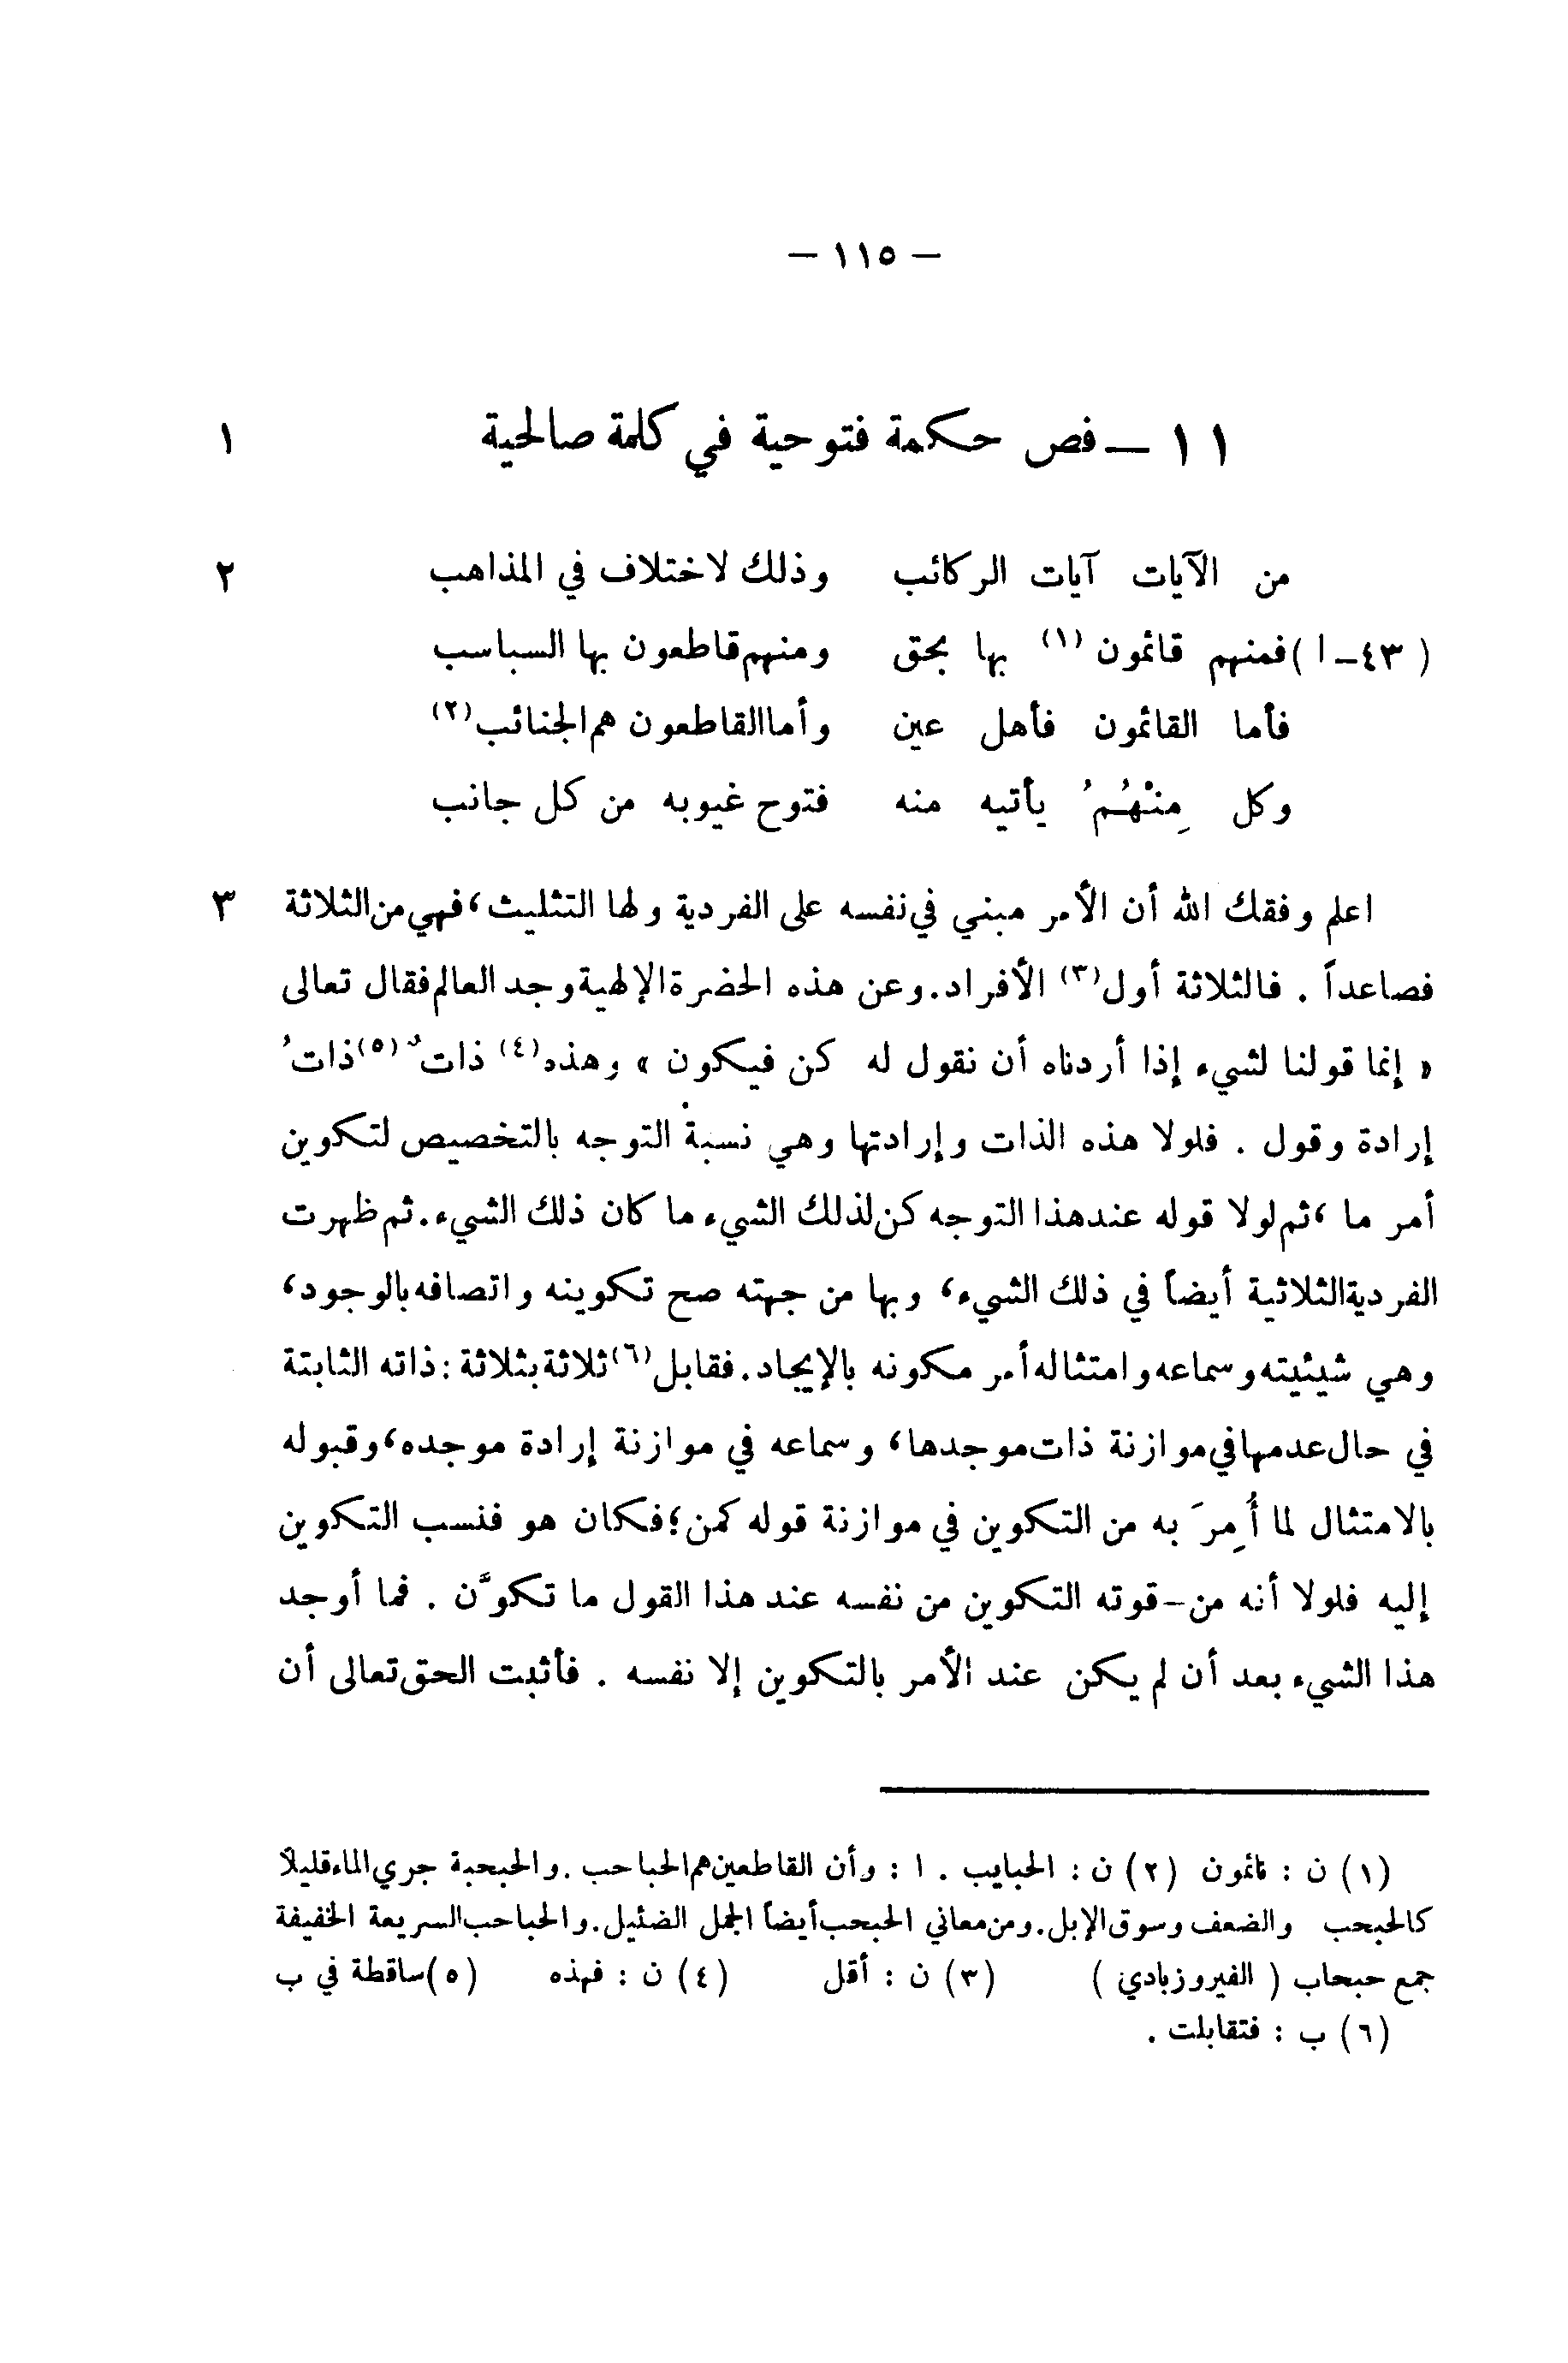 — ١١٥ —
١١ — فص حكمة فتوحية في كلمة صالحية ١
من الآيات آيات الركائب وذلك لاختلاف في المذاهب ٢
(٤٣-ا) فمنهم قائمون (١) بها بحق ومنهم قاطعون بها السباسب
فأما القائمون فأهل عين وأما القاطعون هم الجنائب (٢)
وكل مِنْهُمُ يأتيه منه فتوح غيوبه من كل جانب
اعلم وفقك الله أن الأمر مبني في نفسه على الفردية ولها التثليث، فهي من الثلاثة ٣
فصاعداً . فالثلاثة أول (٣) الأفراد. وعن هذه الحضرة الإلهية وجد العالم فقال تعالى
« إنما قولنا لشيء إذا أردناه أن نقول له كن فيكون » وهذه (٤) ذاتٌ (٥) ذاتُ
إرادة وقول . فلولا هذه الذات وإرادتها وهي نسبة التوجه بالتخصيص لتكوين
أمر ما ، ثم لولا قوله عند هذا التوجه كن لذلك الشيء ما كان ذلك الشيء. ثم ظهرت
الفردية الثلاثية أيضاً في ذلك الشيء، وبها من جهته صح تكوينه واتصافه بالوجود،
وهي شيئيته وسماعه وامتثاله أمر مكونه بالإيجاد. فقابل (٦) ثلاثة بثلاثة : ذاته الثابتة
في حال عدمها في موازنة ذات موجدها، وسماعه في موازنة إرادة موجده، وقبوله
بالامتثال لما أُمِرَ به من التكوين في موازنة قوله كن؛ فكان هو فنسب التكوين
إليه فلولا أنه من-قوته التكوين من نفسه عند هذا القول ما تكوَّن . فما أوجد
هذا الشيء بعد أن لم يكن عند الأمر بالتكوين إلا نفسه . فأثبت الحق تعالى أن
(١) ن : نائمون (٢) ن : الحبايب . ا : وأن القاطعين هم الحباحب . والحبحبة جري الماء قليلاً
كالحبحب والضعف وسوق الإبل. ومن معاني الحبحب أيضاً الجمل الضئيل. والحباحب السريعة الخفيفة
جمع حبحاب ( الفيروزبادي ) (٣) ن : أقل (٤) ن : فهذه (٥) ساقطة في ب
(٦) ب : فتقابلت .